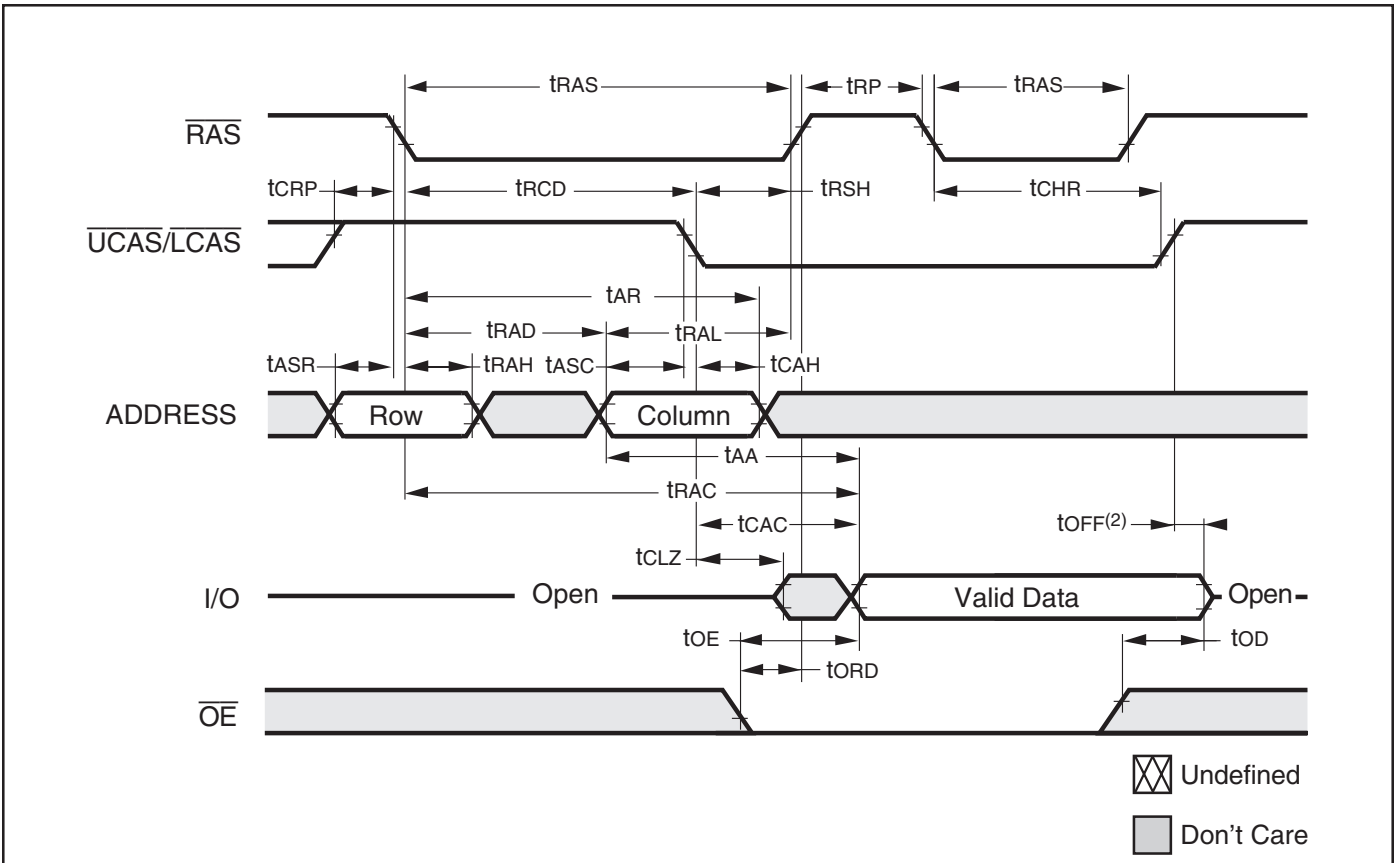 tRAS tRP tRAS
RAS
tCRP tRCD tRSH tCHR
UCAS/LCAS
tAR
tRAD tRAL
tASR tRAH tASC tCAH
ADDRESS Row Column
tAA
tRAC
tCAC tOFF(2)
tCLZ
I/O Open Valid Data Open
tOE tOD
tORD
OE
Undefined
Don't Care